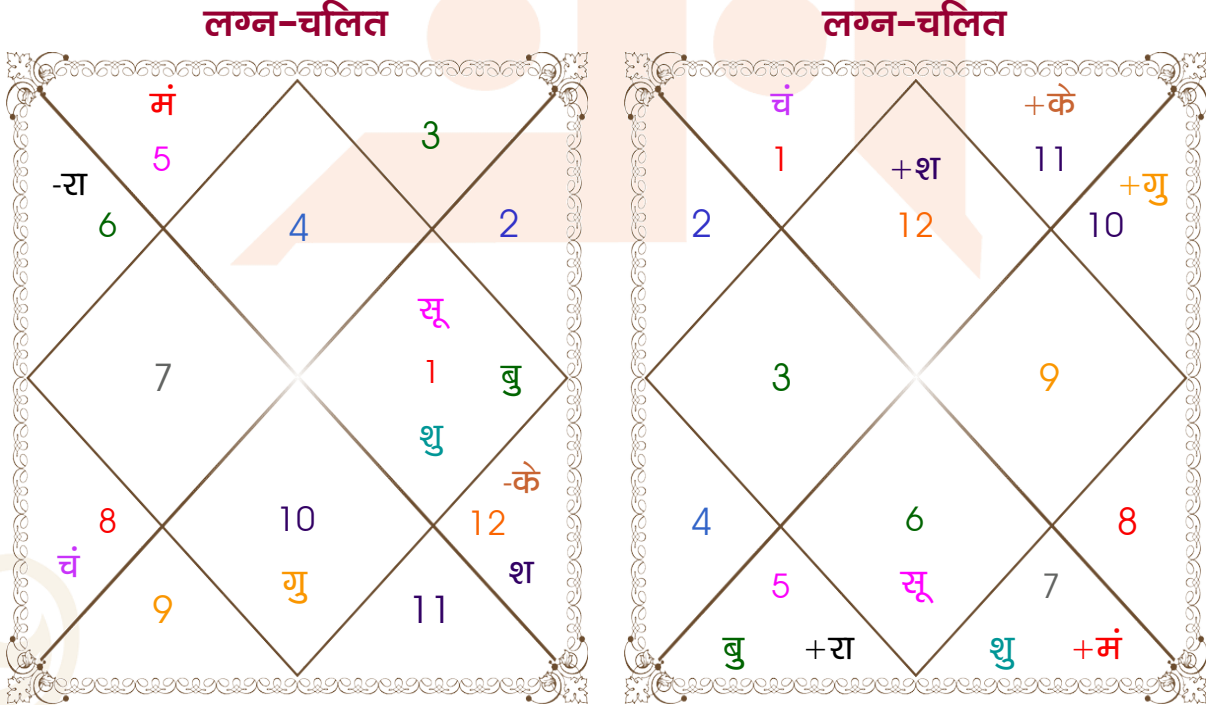 लग्न-चलित
मं
3
5
-रा
6
4
2
सू
7
1
बु
शु
-के
8
10
12
चं
गु
श
9
11
लग्न-चलित
चं
+के
1
+श
11
+गु
2
12
10
3
9
4
6
8
5
सू
7
बु
+रा
शु
+मं